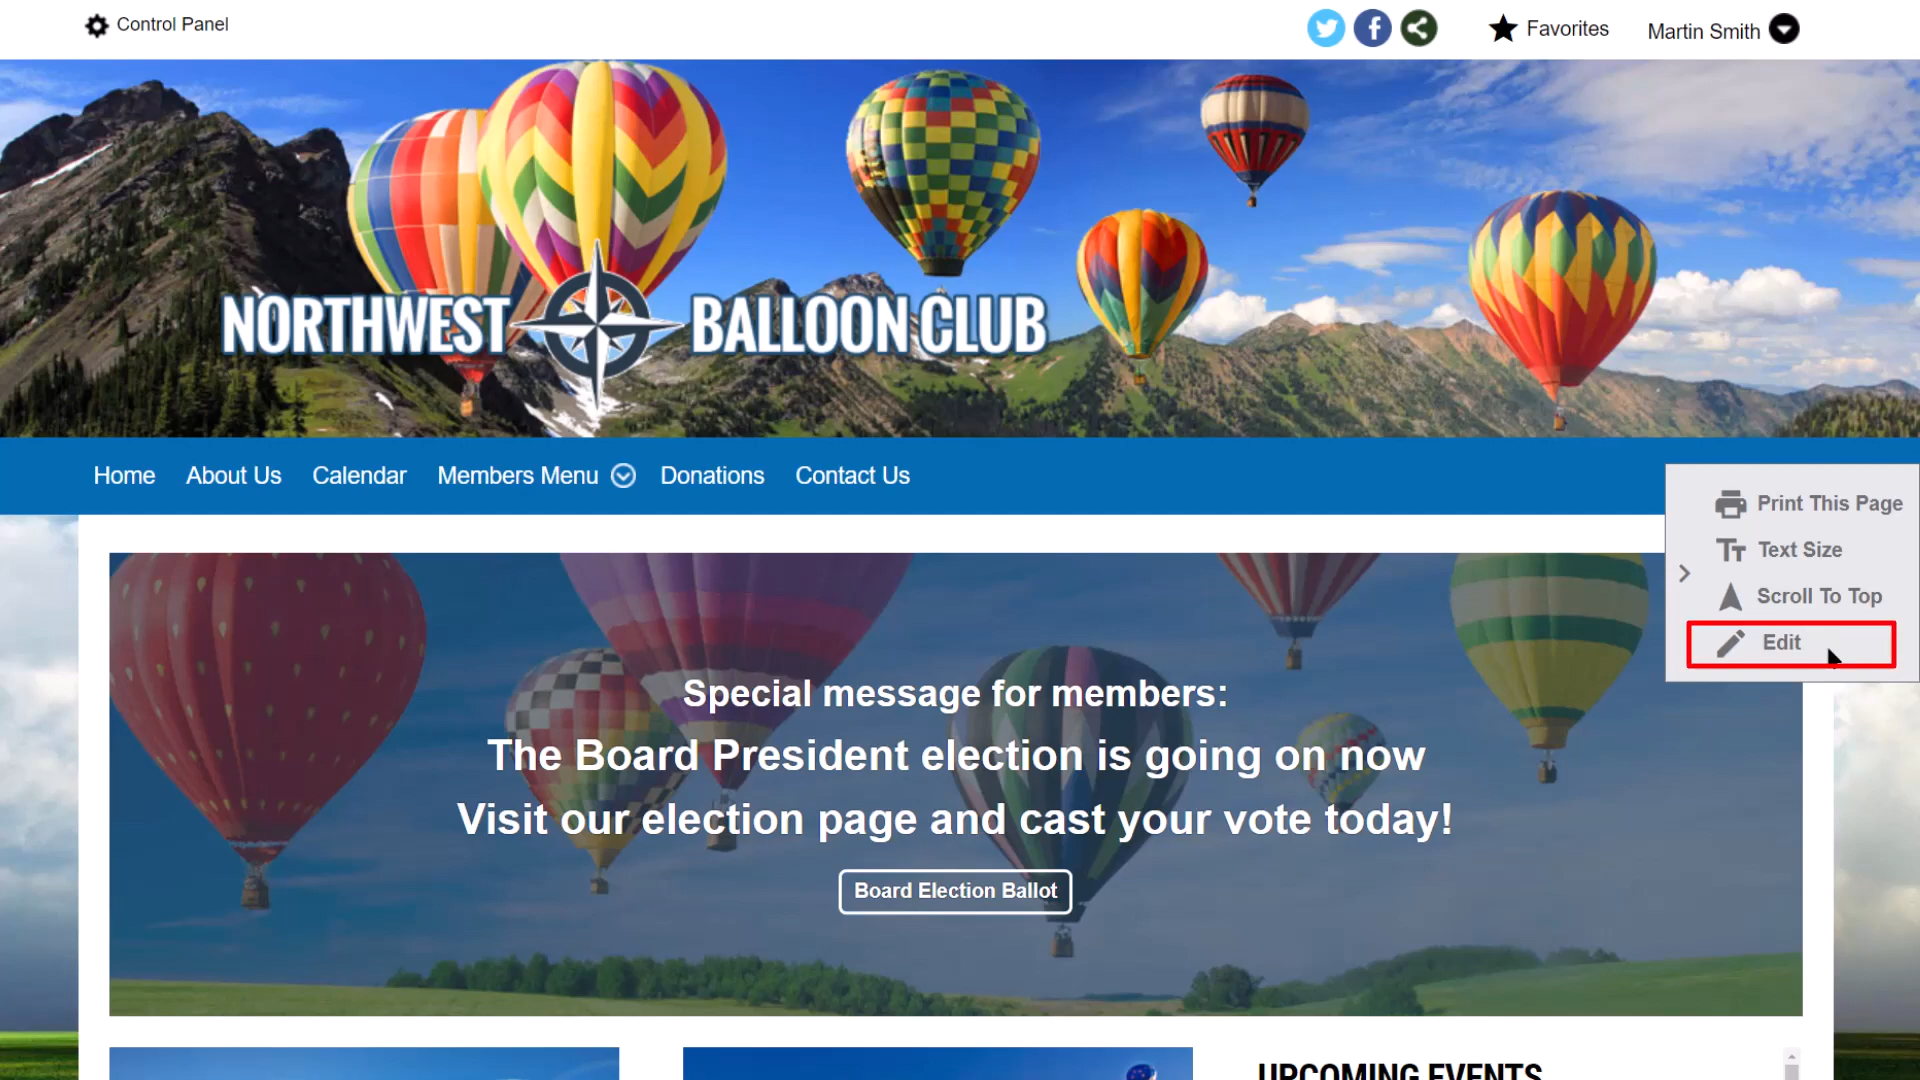 Control Panel
Favorites
Martin Smith
NORTHWEST BALLOON CLUB
Home About Us Calendar Members Menu Donations Contact Us
Print This Page
Text Size
Scroll To Top
Edit
Special message for members:
The Board President election is going on now
Visit our election page and cast your vote today!
Board Election Ballot
UPCOMING EVENTS